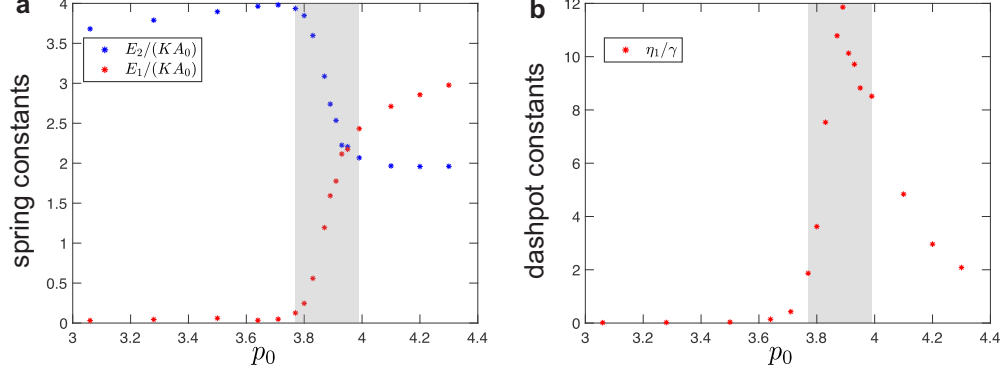 a
spring constants
4
3.5
3
2.5
2
1.5
1
0.5
0
E₂/(KA₀)
E₁/(KA₀)
3 3.2 3.4 3.6 3.8 4 4.2 4.4
p₀
b
dashpot constants
12
10
8
6
4
2
0
η₁/γ
3 3.2 3.4 3.6 3.8 4 4.2 4.4
p₀